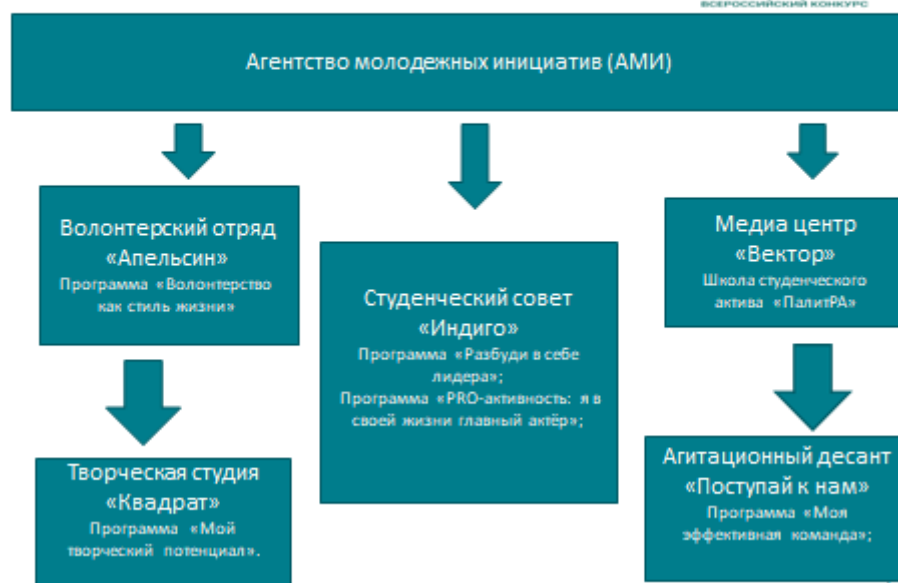 ВСЕРОССИЙСКИЙ КОНКУРС
Агентство молодежных инициатив (АМИ)
Волонтерский отряд
«Апельсин»
Программа «Волонтерство
как стиль жизни»
Студенческий совет
«Индиго»
Программа «Разбуди в себе
лидера»;
Программа «PRO-активность: я в
своей жизни главный актёр»;
Медиа центр
«Вектор»
Школа студенческого
актива «ПалитРА»
Творческая студия
«Квадрат»
Программа «Мой
творческий потенциал».
Агитационный десант
«Поступай к нам»
Программа «Моя
эффективная команда»;